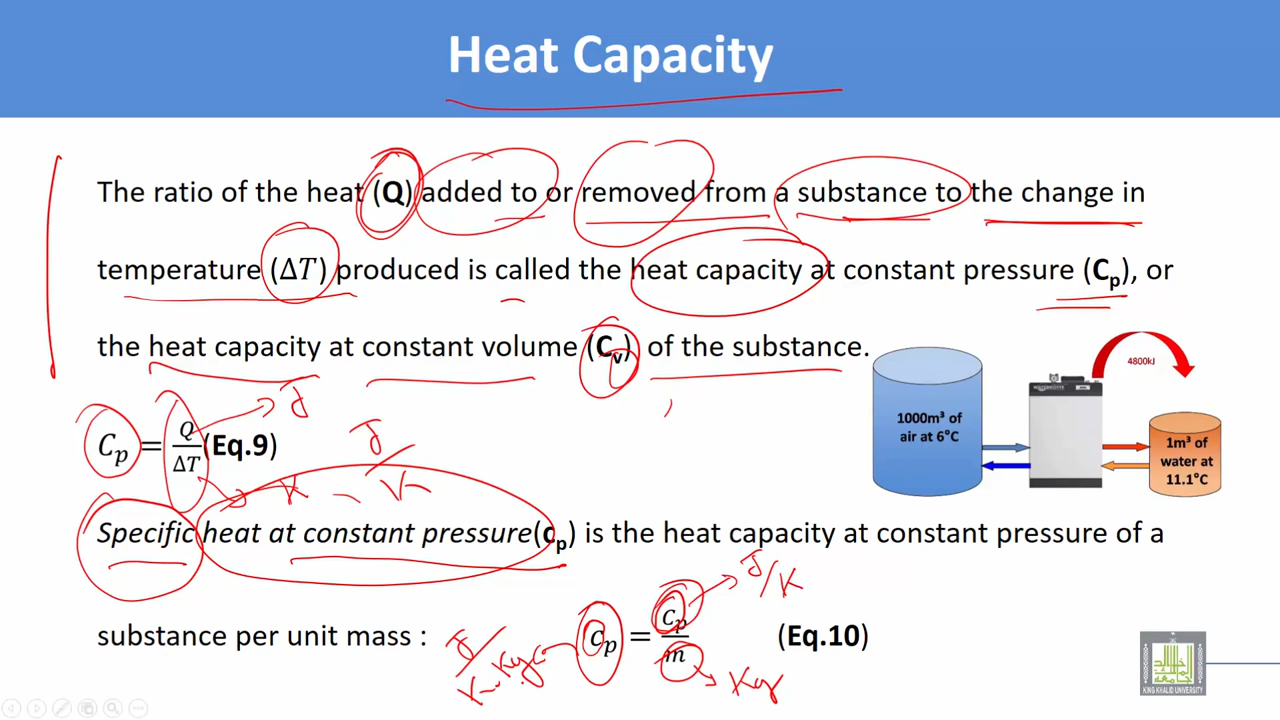 Heat Capacity
The ratio of the heat (Q) added to or removed from a substance to the change in
temperature (ΔT) produced is called the heat capacity at constant pressure (Cp), or
the heat capacity at constant volume (Cv) of the substance.
4800kJ
1000m³ of
air at 6°C
1m³ of
water at
11.1°C
J
Cp = Q/ΔT (Eq.9)
K
J/K
Specific heat at constant pressure(cp) is the heat capacity at constant pressure of a
J/K
substance per unit mass : cp = Cp/m (Eq.10)
J/K·Kg
Kg
KING KHALID UNIVERSITY